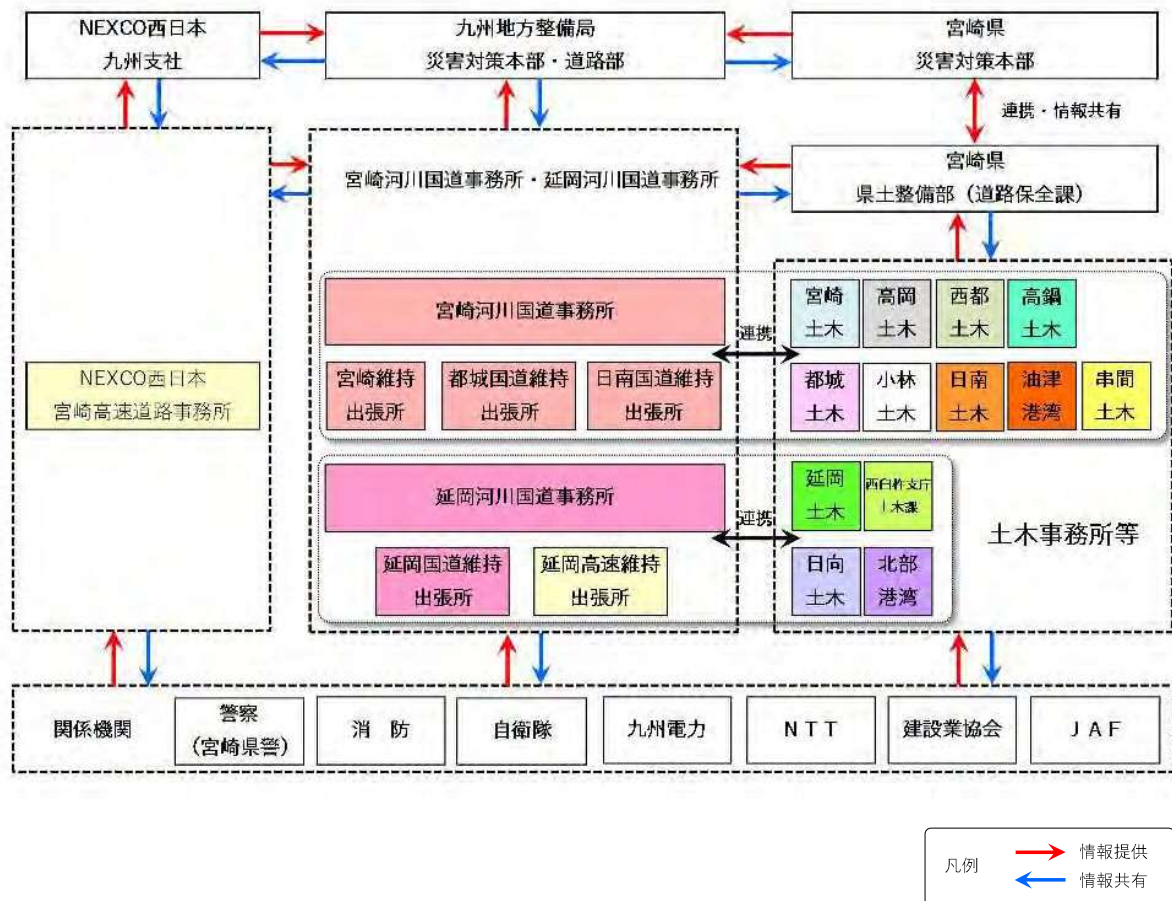 NEXCO西日本
九州支社
九州地方整備局
災害対策本部・道路部
宮崎県
災害対策本部
連携・情報共有
宮崎河川国道事務所・延岡河川国道事務所
宮崎県
県土整備部（道路保全課）
宮崎河川国道事務所
宮崎維持
出張所
都城国道維持
出張所
日南国道維持
出張所
連携
宮崎
土木
高岡
土木
西都
土木
高鍋
土木
都城
土木
小林
土木
日南
土木
油津
港湾
串間
土木
NEXCO西日本
宮崎高速道路事務所
延岡河川国道事務所
延岡国道維持
出張所
延岡高速維持
出張所
連携
延岡
土木
西臼杵支庁
土木課
日向
土木
北部
港湾
土木事務所等
関係機関
警察
（宮崎県警）
消 防
自衛隊
九州電力
ＮＴＴ
建設業協会
ＪＡＦ
凡例
情報提供
情報共有